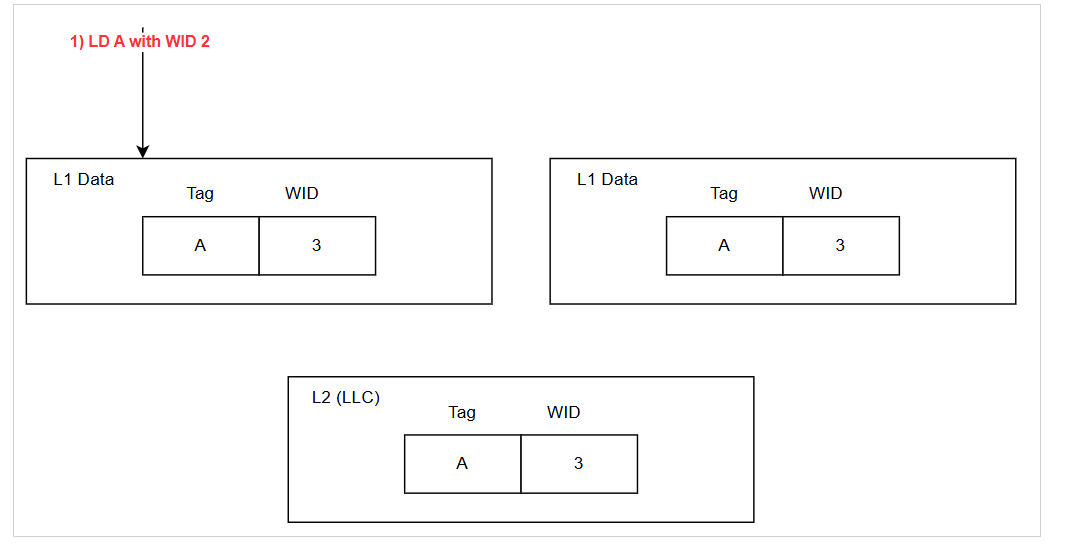 1) LD A with WID 2
L1 Data
Tag WID
A 3
L1 Data
Tag WID
A 3
L2 (LLC)
Tag WID
A 3